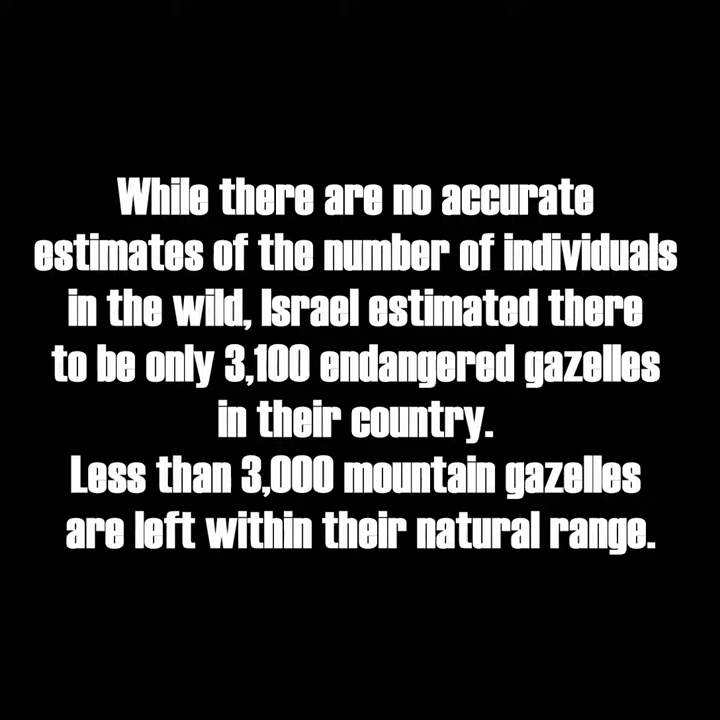 While there are no accurate
estimates of the number of individuals
in the wild, Israel estimated there
to be only 3,100 endangered gazelles
in their country.
Less than 3,000 mountain gazelles
are left within their natural range.